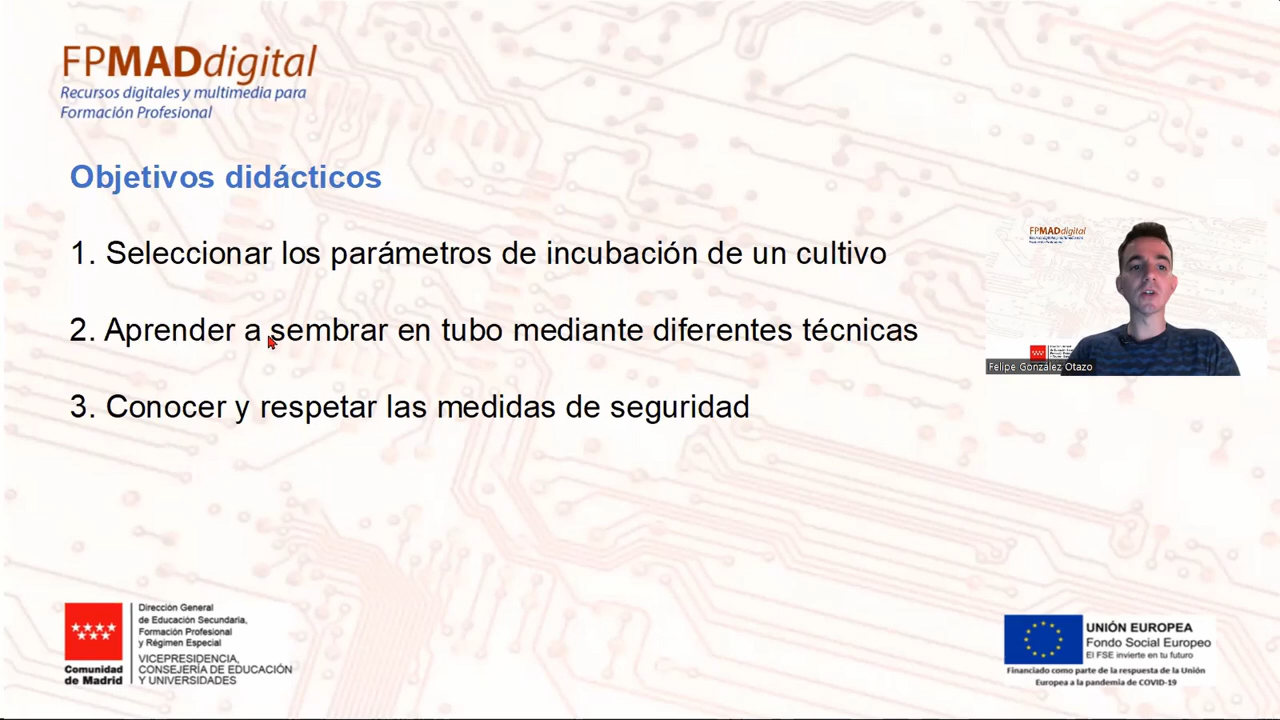 FPMADdigital
Recursos digitales y multimedia para
Formación Profesional
Objetivos didácticos
1. Seleccionar los parámetros de incubación de un cultivo
2. Aprender a sembrar en tubo mediante diferentes técnicas
3. Conocer y respetar las medidas de seguridad
FPMADdigital
Felipe González Otazo
Comunidad
de Madrid
Dirección General
de Educación Secundaria,
Formación Profesional
y Régimen Especial
VICEPRESIDENCIA,
CONSEJERÍA DE EDUCACIÓN
Y UNIVERSIDADES
UNIÓN EUROPEA
Fondo Social Europeo
El FSE invierte en tu futuro
Financiado como parte de la respuesta de la Unión
Europea a la pandemia de COVID-19